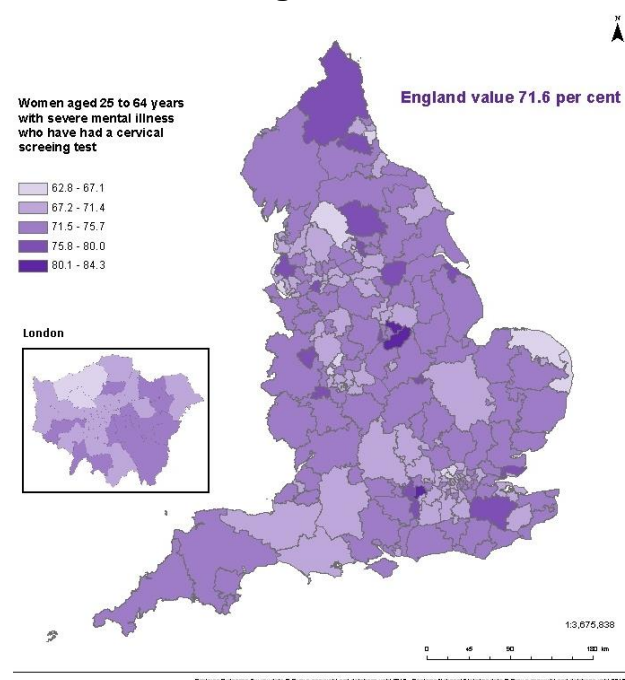 N
England value 71.6 per cent
Women aged 25 to 64 years
with severe mental illness
who have had a cervical
screeing test
62.8 - 67.1
67.2 - 71.4
71.5 - 75.7
75.8 - 80.0
80.1 - 84.3
London
1:3,675,838
0 45 90 180 km